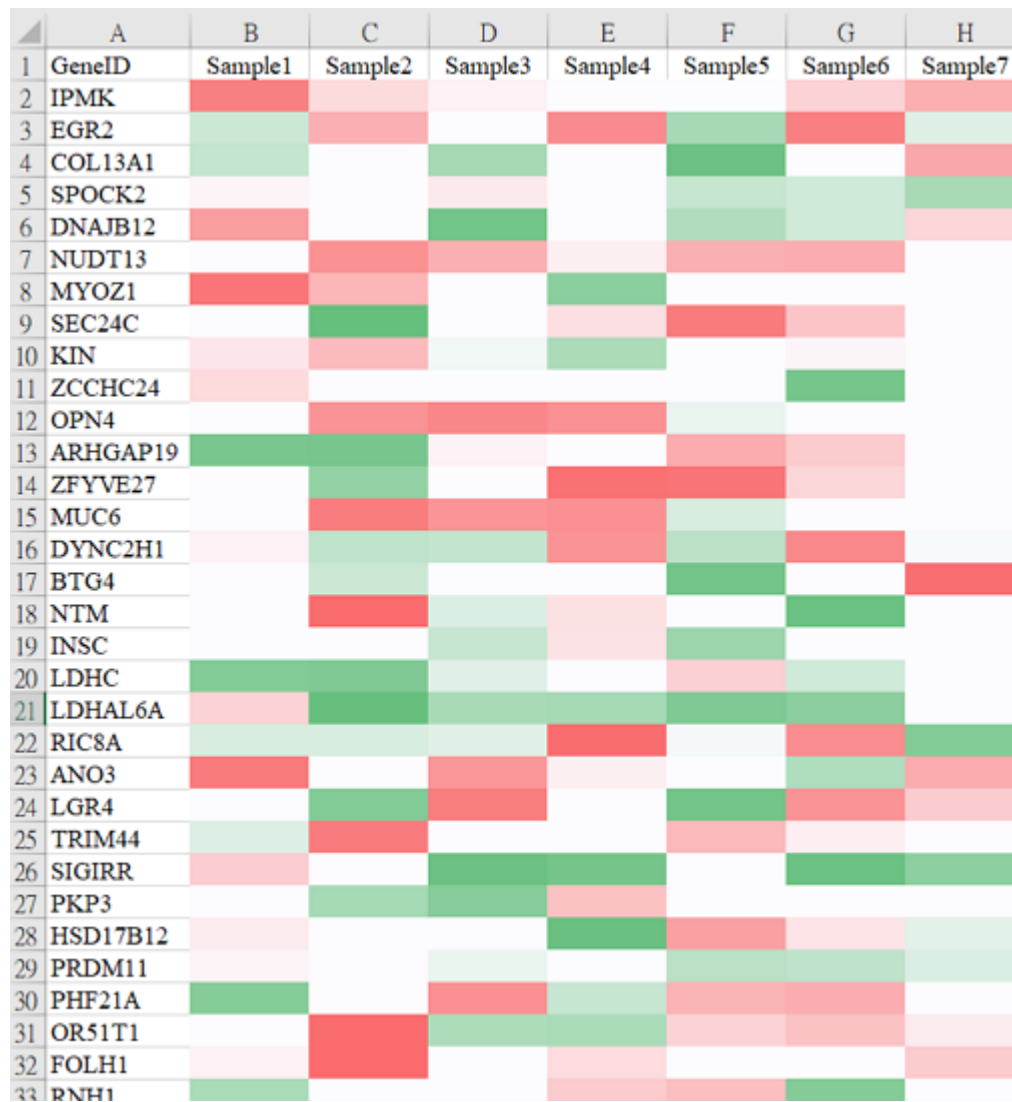 A B C D E F G H
1 GeneID Sample1 Sample2 Sample3 Sample4 Sample5 Sample6 Sample7
2 IPMK
3 EGR2
4 COL13A1
5 SPOCK2
6 DNAJB12
7 NUDT13
8 MYOZ1
9 SEC24C
10 KIN
11 ZCCHC24
12 OPN4
13 ARHGAP19
14 ZFYVE27
15 MUC6
16 DYNC2H1
17 BTG4
18 NTM
19 INSC
20 LDHC
21 LDHAL6A
22 RIC8A
23 ANO3
24 LGR4
25 TRIM44
26 SIGIRR
27 PKP3
28 HSD17B12
29 PRDM11
30 PHF21A
31 OR51T1
32 FOLH1
33 RNH1